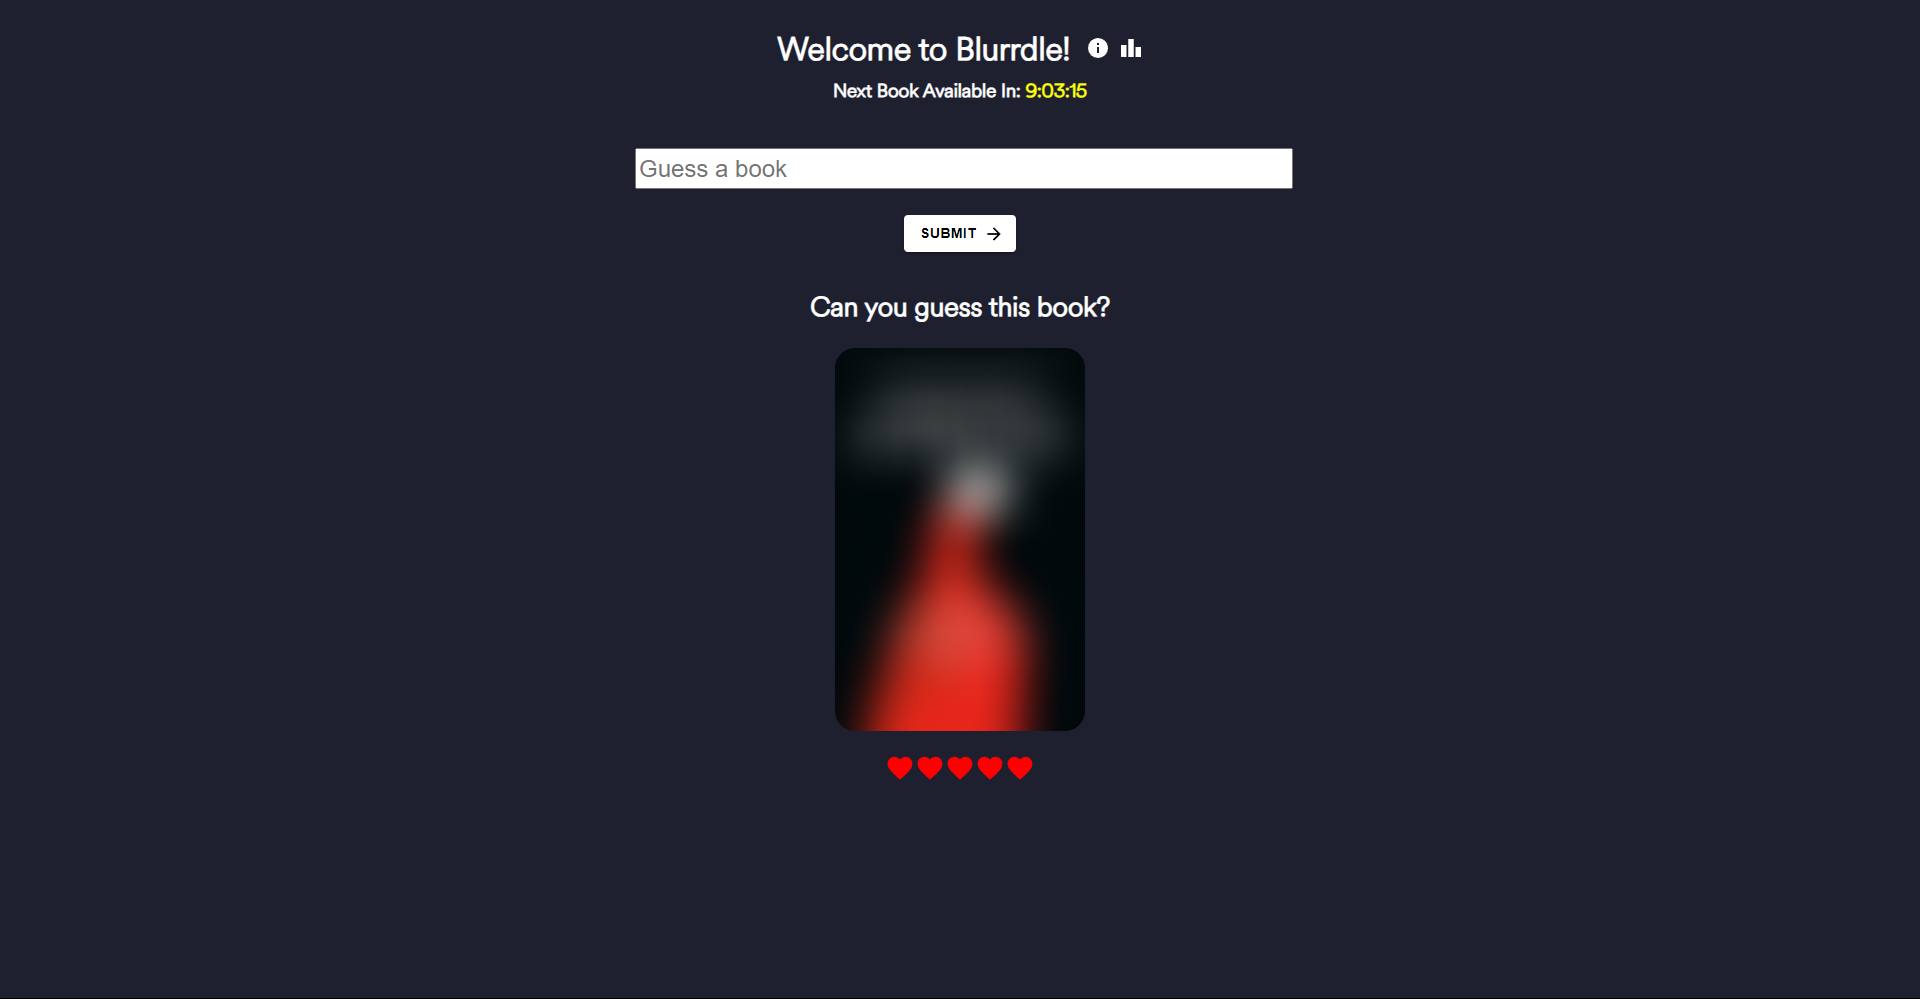 Welcome to Blurrdle!
Next Book Available In: 9:03:15
Guess a book
SUBMIT
Can you guess this book?